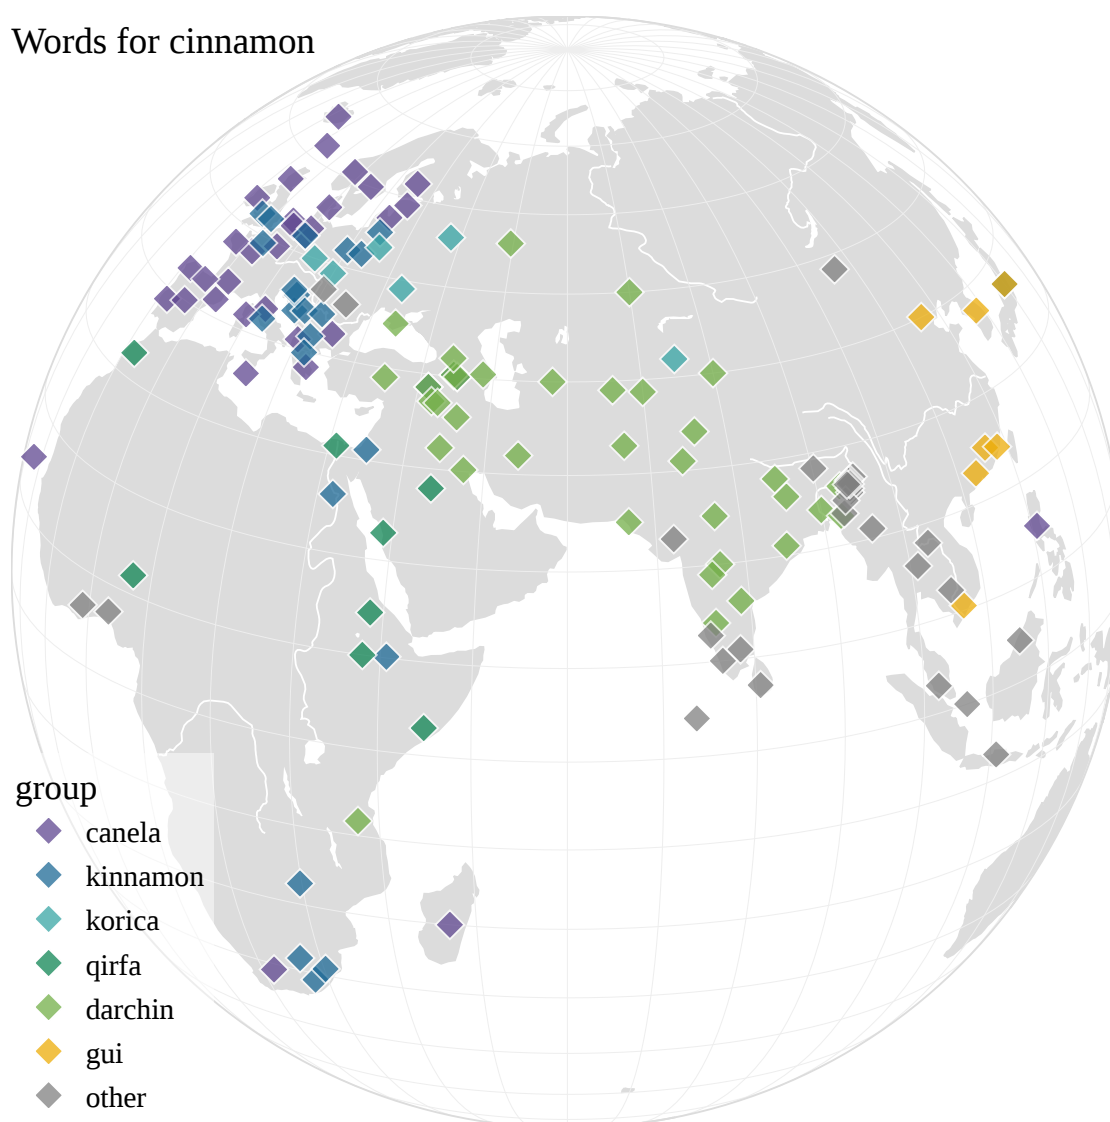 Words for cinnamon
group
canela
kinnamon
korica
qirfa
darchin
gui
other